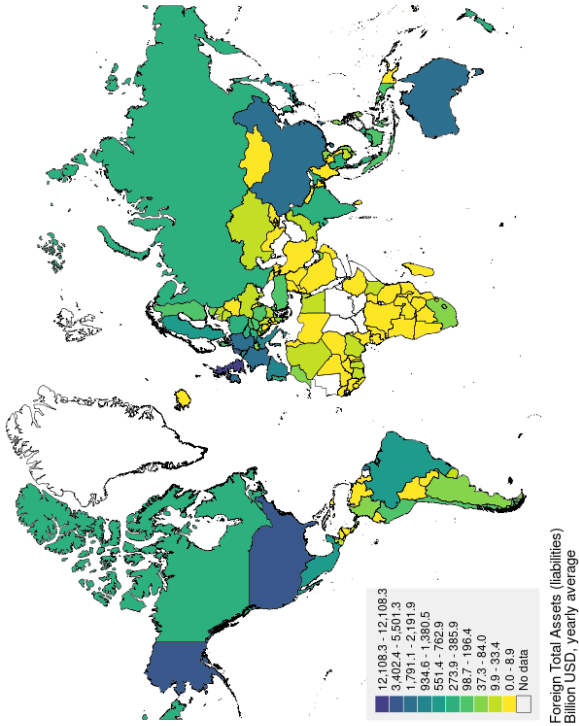 12,108.3 - 12,108.3
3,402.4 - 5,501.3
1,791.1 - 2,191.9
934.6 - 1,380.5
551.4 - 762.9
273.9 - 385.9
98.7 - 196.4
37.3 - 84.0
9.9 - 33.4
0.0 - 8.9
No data
Foreign Total Assets (liabilities)
Billion USD, yearly average